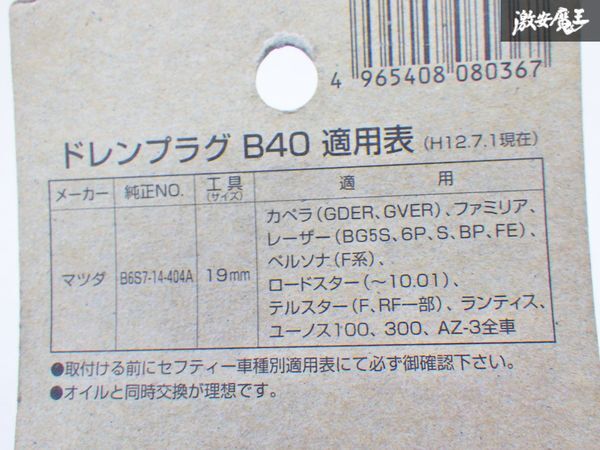 激安魔王
4 965408 080367
ドレンプラグ B40 適用表 (H12.7.1現在)
メーカー 純正NO. 工具(サイズ) 適用
マツダ B6S7-14-404A 19mm カペラ(GDER、GVER)、ファミリア、
レーザー(BG5S、6P、S、BP、FE)、
ベルソナ(F系)、
ロードスター(～10.01)、
テルスター(F、RF一部)、ランティス、
ユーノス100、300、AZ-3全車
●取付ける前にセフティー車種別適用表にて必ず御確認下さい。
●オイルと同時交換が理想です。